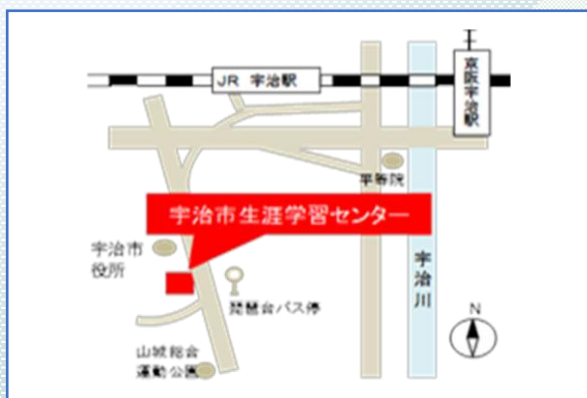 JR 宇治駅
京阪宇治駅
平等院
宇治市生涯学習センター
宇治市
役所
宇治川
琵琶台バス停
N
山城総合
運動公園